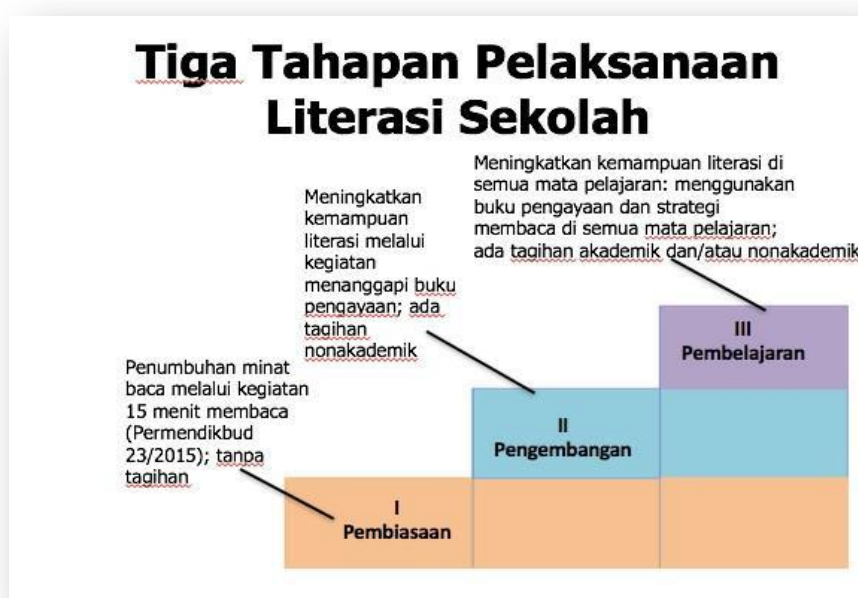 Tiga Tahapan Pelaksanaan
Literasi Sekolah
Meningkatkan kemampuan literasi di
semua mata pelajaran: menggunakan
buku pengayaan dan strategi
membaca di semua mata pelajaran;
ada tagihan akademik dan/atau nonakademik
Meningkatkan
kemampuan
literasi melalui
kegiatan
menanggapi buku
pengayaan; ada
tagihan
nonakademik
Penumbuhan minat
baca melalui kegiatan
15 menit membaca
(Permendikbud
23/2015); tanpa
tagihan
III
Pembelajaran
II
Pengembangan
I
Pembiasaan